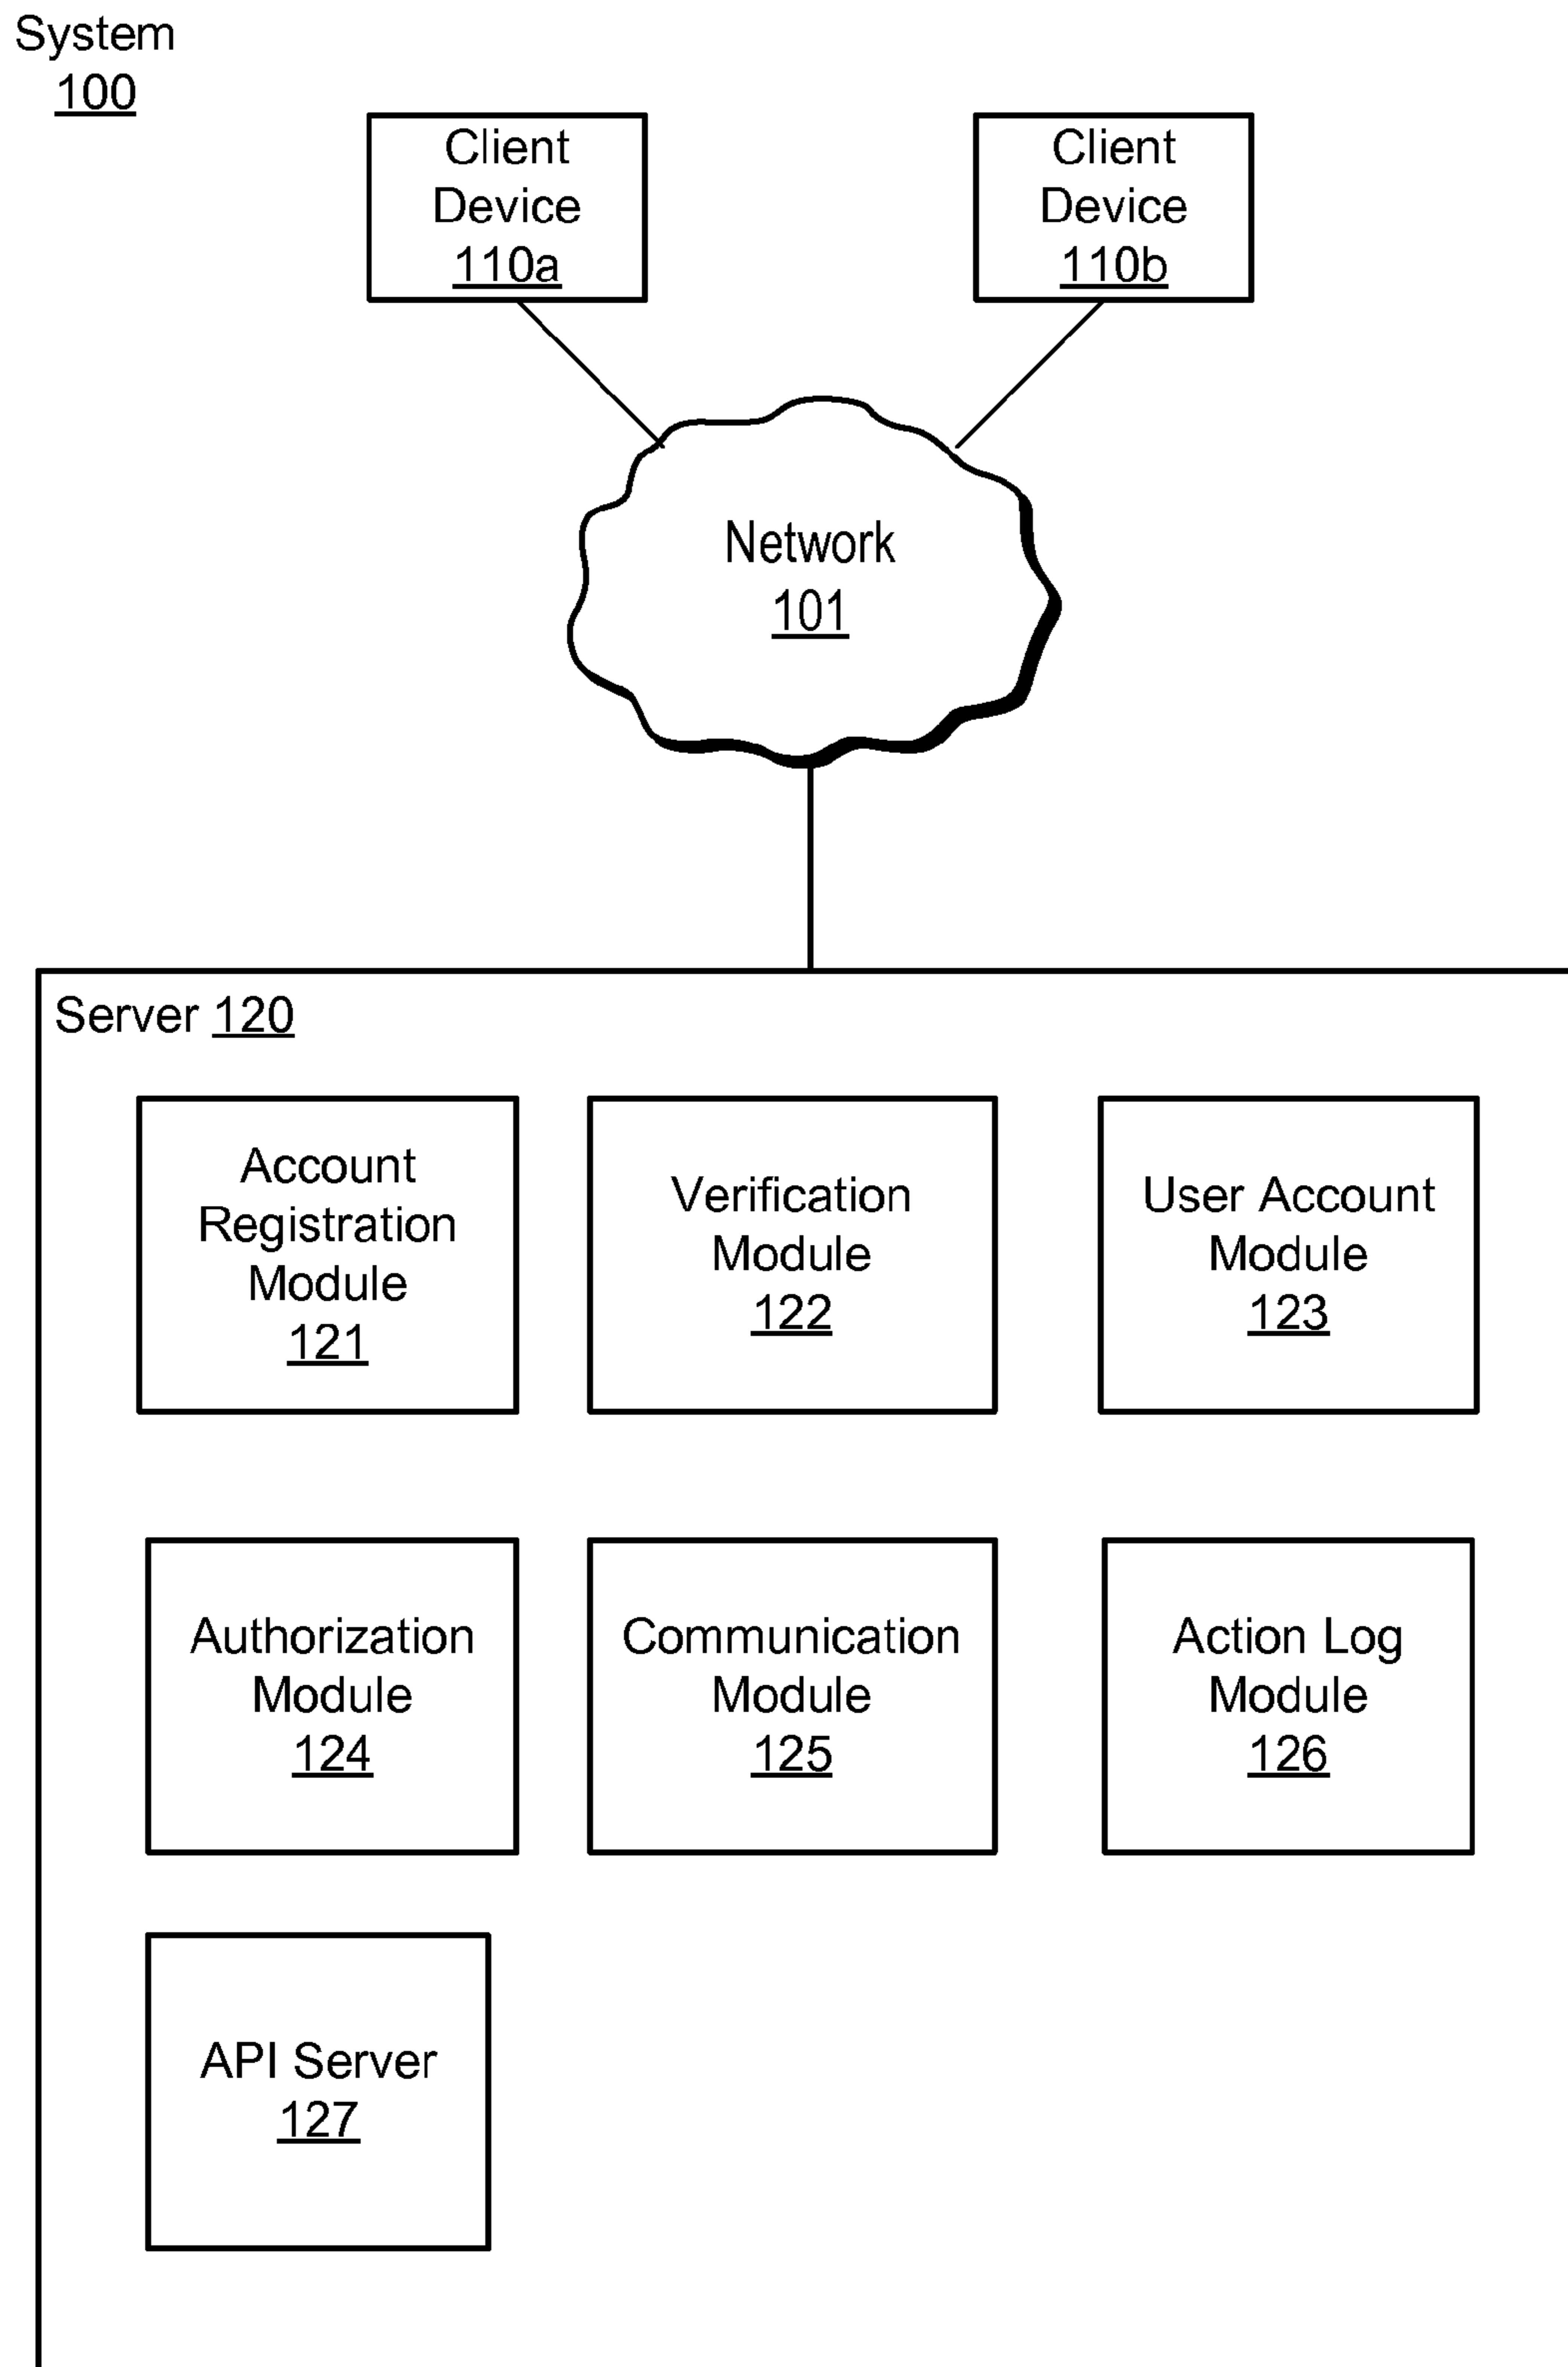 System
100
Client
Device
110a
Client
Device
110b
Network
101
Server 120
Account
Registration
Module
121
Verification
Module
122
User Account
Module
123
Authorization
Module
124
Communication
Module
125
Action Log
Module
126
API Server
127